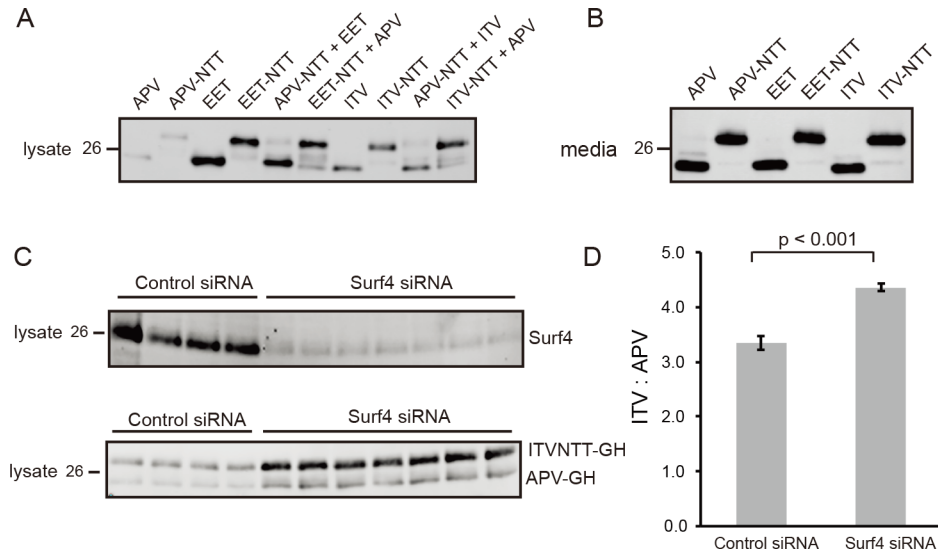 A
APV
APV-NTT
EET
EET-NTT
APV-NTT + EET
EET-NTT + APV
ITV
ITV-NTT
APV-NTT + ITV
ITV-NTT + APV
lysate 26
B
APV
APV-NTT
EET
EET-NTT
ITV
ITV-NTT
media 26
C
Control siRNA Surf4 siRNA
lysate 26
Surf4
Control siRNA Surf4 siRNA
ITVNTT-GH
lysate 26
APV-GH
D
p < 0.001
5.0
4.0
3.0
2.0
1.0
0.0
ITV : APV
Control siRNA Surf4 siRNA